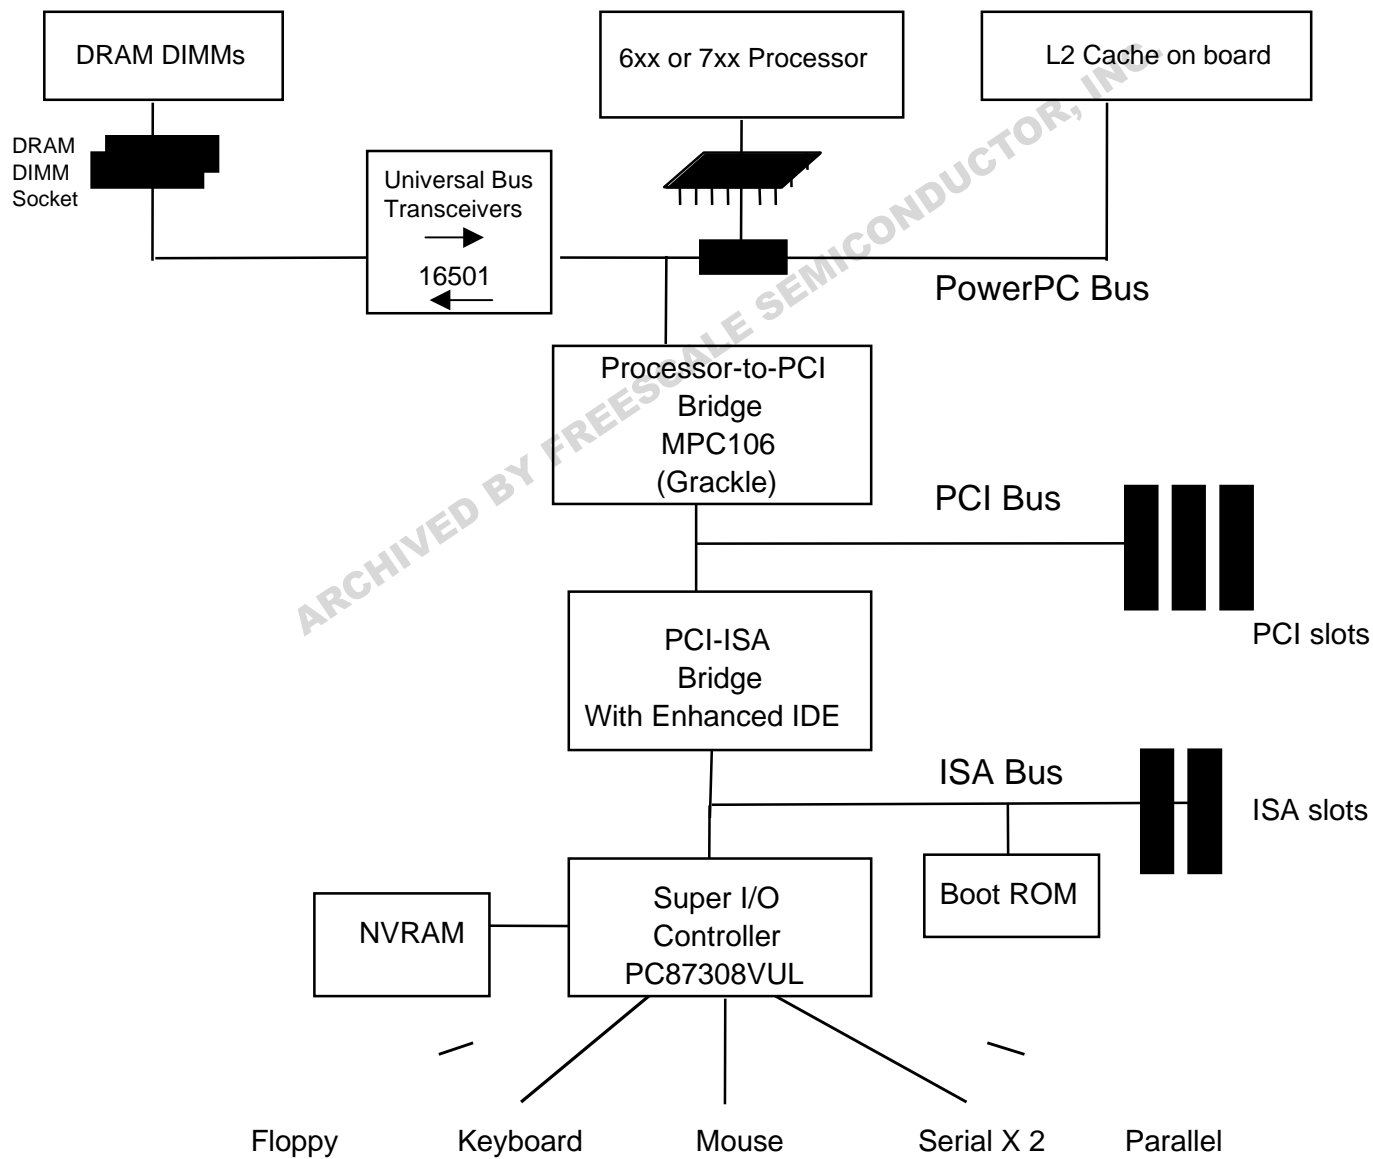 DRAM DIMMs
6xx or 7xx Processor
L2 Cache on board
DRAM
DIMM
Socket
Universal Bus
Transceivers
16501
PowerPC Bus
Processor-to-PCI
Bridge
MPC106
(Grackle)
ARCHIVED BY FREESCALE SEMICONDUCTOR, INC.
PCI Bus
PCI slots
PCI-ISA
Bridge
With Enhanced IDE
ISA Bus
ISA slots
Boot ROM
NVRAM
Super I/O
Controller
PC87308VUL
Floppy
Keyboard
Mouse
Serial X 2
Parallel